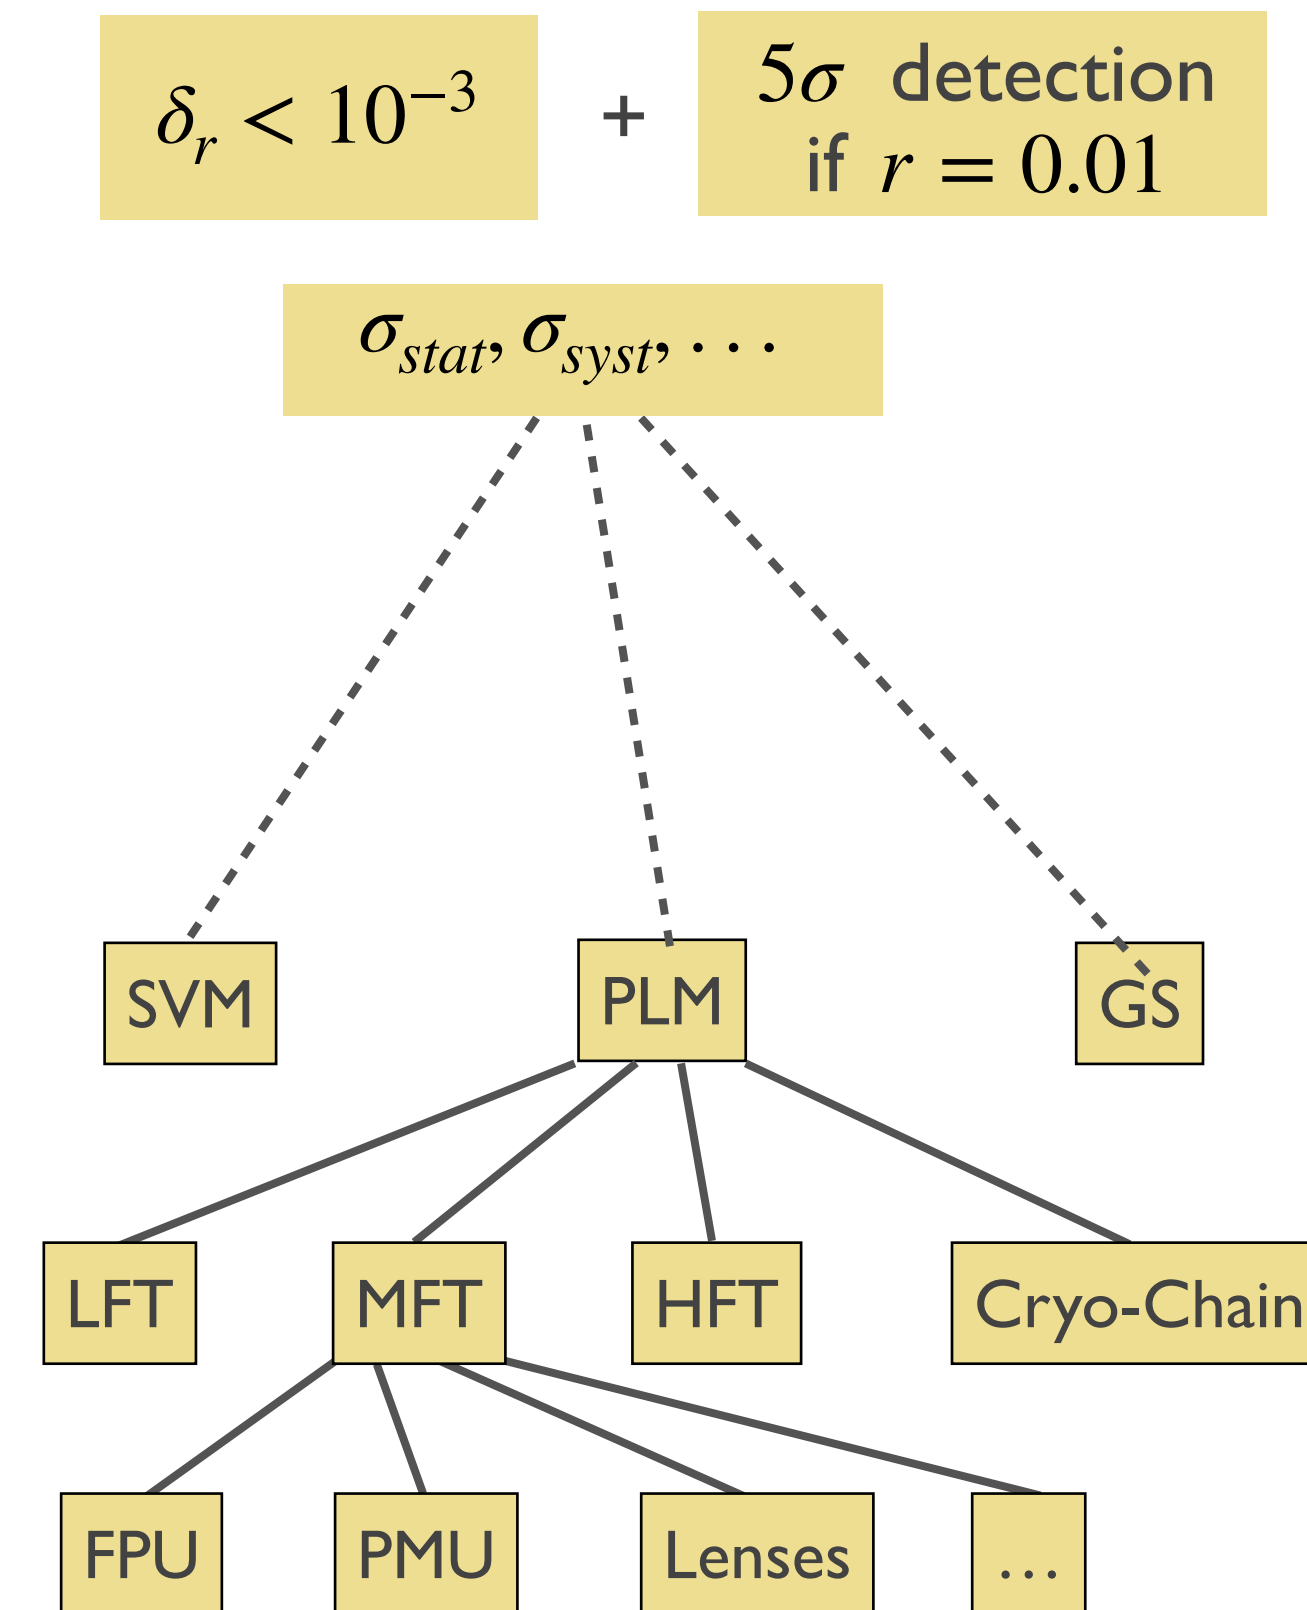 δ_r < 10⁻³ + 5σ detection
if r = 0.01
σ_stat, σ_syst, . . .
SVM PLM GS
LFT MFT HFT Cryo-Chain
FPU PMU Lenses …